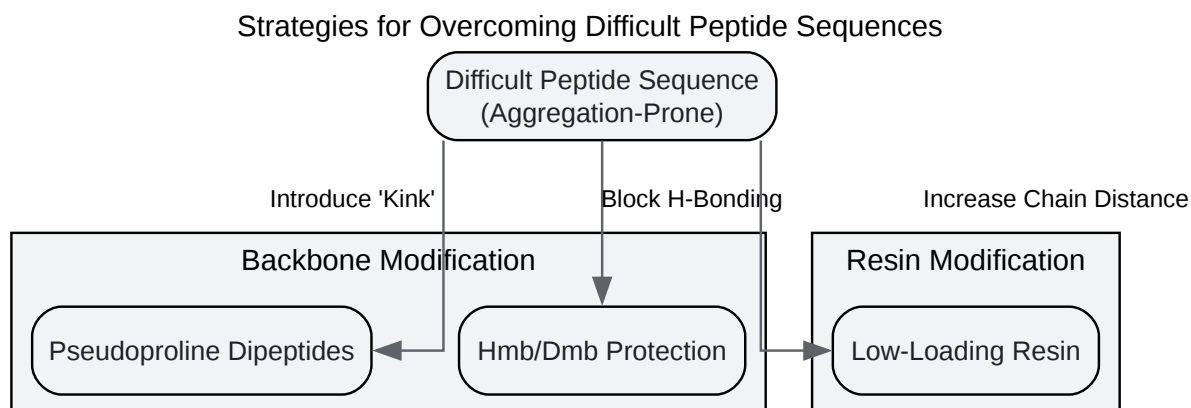 Strategies for Overcoming Difficult Peptide Sequences
Difficult Peptide Sequence
(Aggregation-Prone)
Introduce 'Kink'
Block H-Bonding
Increase Chain Distance
Backbone Modification
Resin Modification
Pseudoproline Dipeptides
Hmb/Dmb Protection
Low-Loading Resin